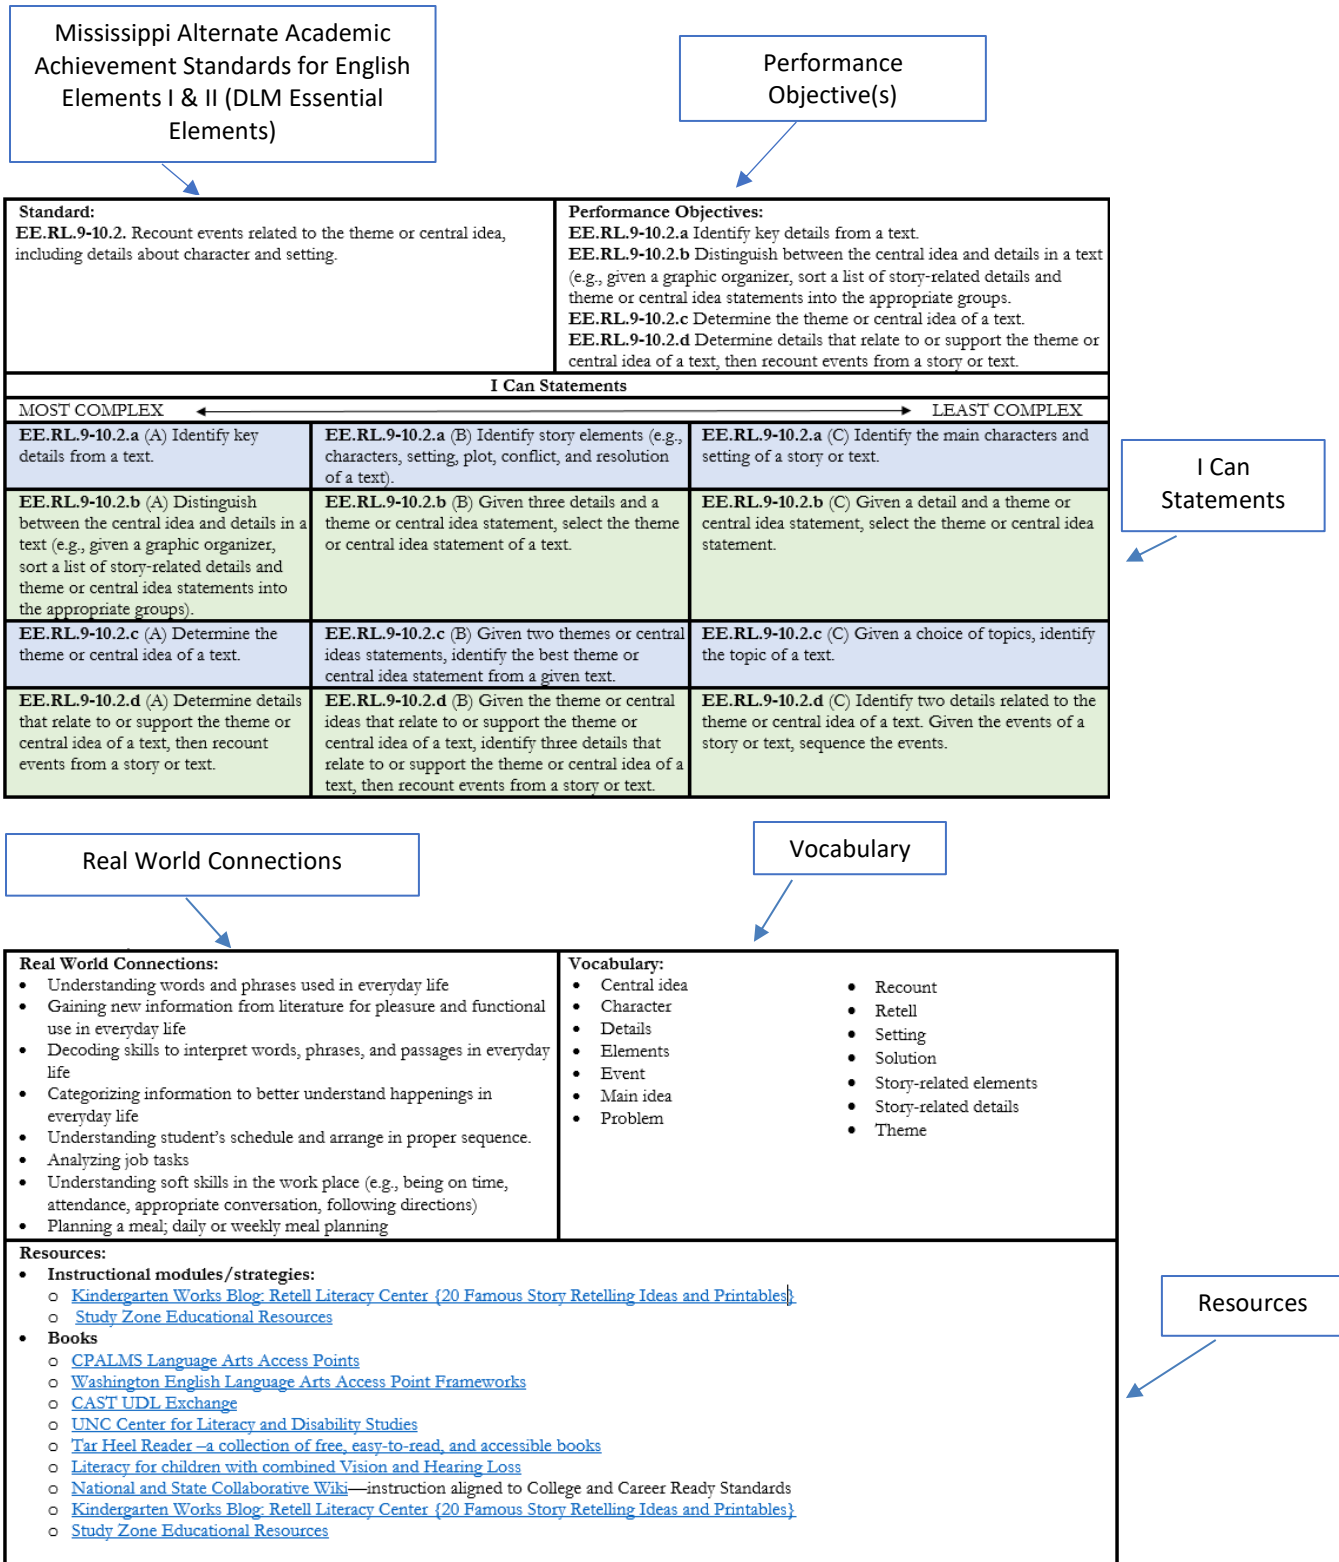 Mississippi Alternate Academic
Achievement Standards for English
Elements I & II (DLM Essential
Elements)
Performance
Objective(s)
Standard:
EE.RL.9-10.2. Recount events related to the theme or central idea,
including details about character and setting.
Performance Objectives:
EE.RL.9-10.2.a Identify key details from a text.
EE.RL.9-10.2.b Distinguish between the central idea and details in a text
(e.g., given a graphic organizer, sort a list of story-related details and
theme or central idea statements into the appropriate groups.
EE.RL.9-10.2.c Determine the theme or central idea of a text.
EE.RL.9-10.2.d Determine details that relate to or support the theme or
central idea of a text, then recount events from a story or text.
I Can Statements
MOST COMPLEX
LEAST COMPLEX
EE.RL.9-10.2.a (A) Identify key
details from a text.
EE.RL.9-10.2.a (B) Identify story elements (e.g.,
characters, setting, plot, conflict, and resolution
of a text).
EE.RL.9-10.2.a (C) Identify the main characters and
setting of a story or text.
EE.RL.9-10.2.b (A) Distinguish
between the central idea and details in a
text (e.g., given a graphic organizer,
sort a list of story-related details and
theme or central idea statements into
the appropriate groups).
EE.RL.9-10.2.b (B) Given three details and a
theme or central idea statement, select the theme
or central idea statement of a text.
EE.RL.9-10.2.b (C) Given a detail and a theme or
central idea statement, select the theme or central idea
statement.
EE.RL.9-10.2.c (A) Determine the
theme or central idea of a text.
EE.RL.9-10.2.c (B) Given two themes or central
ideas statements, identify the best theme or
central idea statement from a given text.
EE.RL.9-10.2.c (C) Given a choice of topics, identify
the topic of a text.
EE.RL.9-10.2.d (A) Determine details
that relate to or support the theme or
central idea of a text, then recount
events from a story or text.
EE.RL.9-10.2.d (B) Given the theme or central
ideas that relate to or support the theme or
central idea of a text, identify three details that
relate to or support the theme or central idea of a
text, then recount events from a story or text.
EE.RL.9-10.2.d (C) Identify two details related to the
theme or central idea of a text. Given the events of a
story or text, sequence the events.
I Can
Statements
Real World Connections
Vocabulary
Real World Connections:
• Understanding words and phrases used in everyday life
• Gaining new information from literature for pleasure and functional
use in everyday life
• Decoding skills to interpret words, phrases, and passages in everyday
life
• Categorizing information to better understand happenings in
everyday life
• Understanding student's schedule and arrange in proper sequence.
• Analyzing job tasks
• Understanding soft skills in the work place (e.g., being on time,
attendance, appropriate conversation, following directions)
• Planning a meal; daily or weekly meal planning
Vocabulary:
• Central idea
• Character
• Details
• Elements
• Event
• Main idea
• Problem
• Recount
• Retell
• Setting
• Solution
• Story-related elements
• Story-related details
• Theme
Resources:
• Instructional modules/strategies:
o Kindergarten Works Blog: Retell Literacy Center {20 Famous Story Retelling Ideas and Printables}
o Study Zone Educational Resources
• Books
o CPALMS Language Arts Access Points
o Washington English Language Arts Access Point Frameworks
o CAST UDL Exchange
o UNC Center for Literacy and Disability Studies
o Tar Heel Reader –a collection of free, easy-to-read, and accessible books
o Literacy for children with combined Vision and Hearing Loss
o National and State Collaborative Wiki—instruction aligned to College and Career Ready Standards
o Kindergarten Works Blog: Retell Literacy Center {20 Famous Story Retelling Ideas and Printables}
o Study Zone Educational Resources
Resources